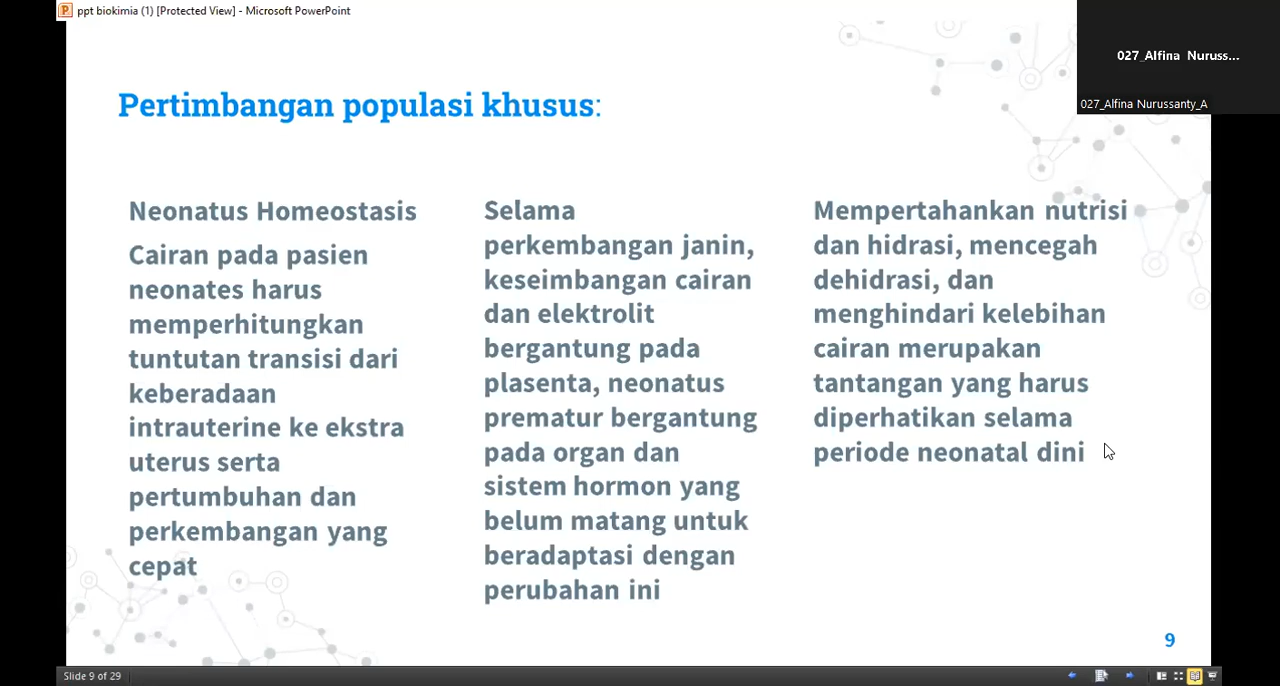 ppt biokimia (1) [Protected View] - Microsoft PowerPoint
027_Alfina Nuruss...
027_Alfina Nurussanty_A
Pertimbangan populasi khusus:
Neonatus Homeostasis
Cairan pada pasien
neonates harus
memperhitungkan
tuntutan transisi dari
keberadaan
intrauterine ke ekstra
uterus serta
pertumbuhan dan
perkembangan yang
cepat
Selama
perkembangan janin,
keseimbangan cairan
dan elektrolit
bergantung pada
plasenta, neonatus
prematur bergantung
pada organ dan
sistem hormon yang
belum matang untuk
beradaptasi dengan
perubahan ini
Mempertahankan nutrisi
dan hidrasi, mencegah
dehidrasi, dan
menghindari kelebihan
cairan merupakan
tantangan yang harus
diperhatikan selama
periode neonatal dini
9
Slide 9 of 29